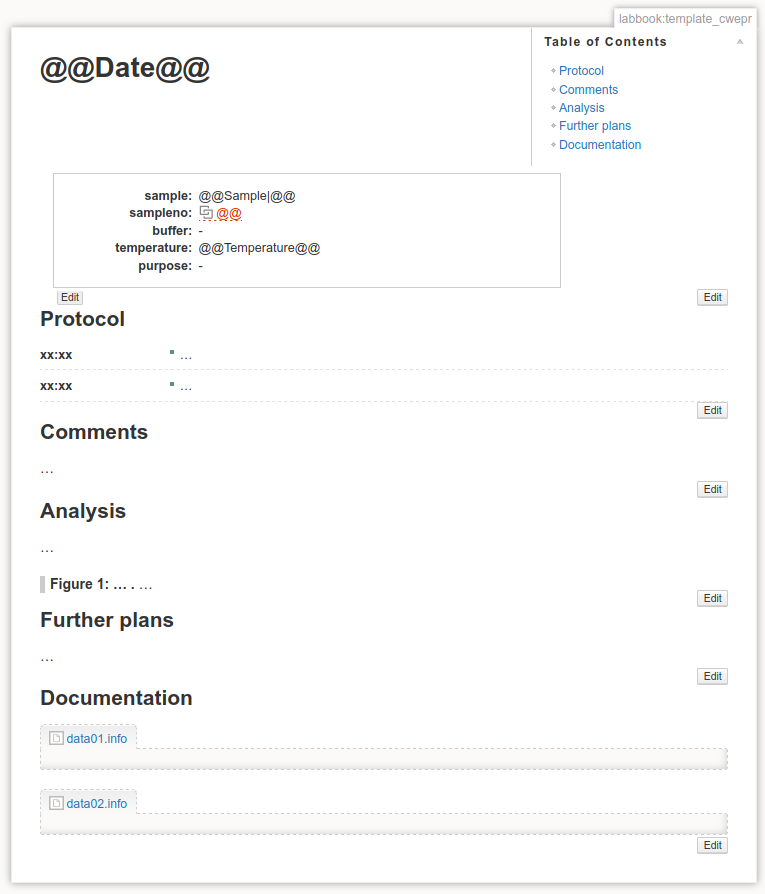 labbook:template_cwepr
Table of Contents
Protocol
Comments
Analysis
Further plans
Documentation
@@Date@@
sample: @@Sample|@@
sampleno: @@
buffer: -
temperature: @@Temperature@@
purpose: -
Edit
Edit
Protocol
xx:xx …
xx:xx …
Edit
Comments
…
Edit
Analysis
…
Figure 1: … . …
Edit
Further plans
…
Edit
Documentation
data01.info
data02.info
Edit